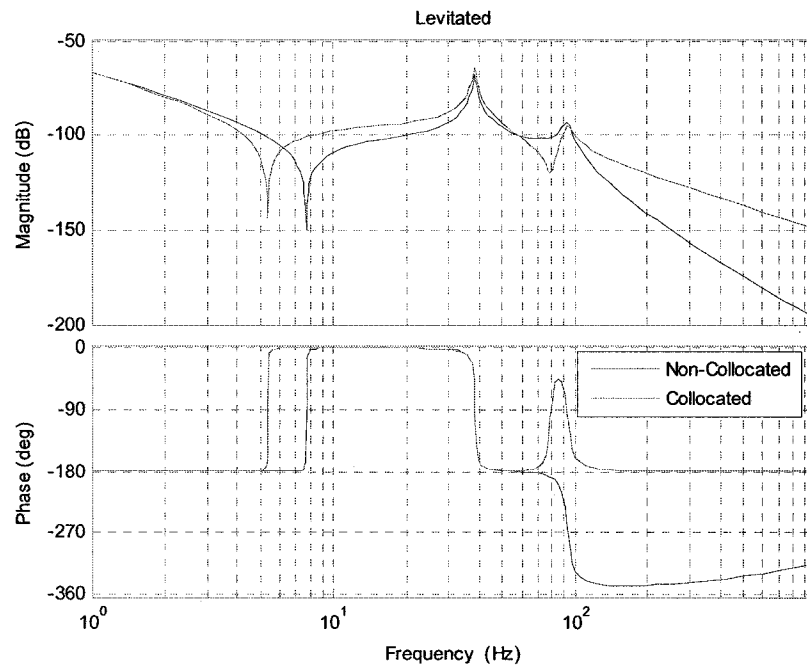 Levitated
-50
-100
-150
-200
Magnitude (dB)
0
-90
-180
-270
-360
Phase (deg)
Non-Collocated
Collocated
10^0
10^1
10^2
Frequency (Hz)